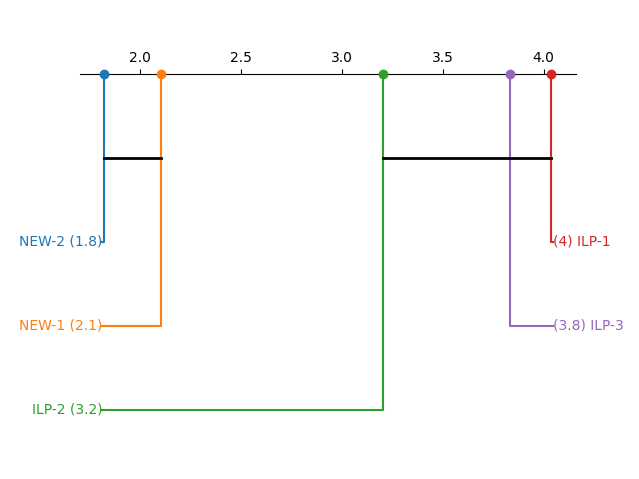 2.0 2.5 3.0 3.5 4.0
NEW-2 (1.8) (4) ILP-1
NEW-1 (2.1) (3.8) ILP-3
ILP-2 (3.2)